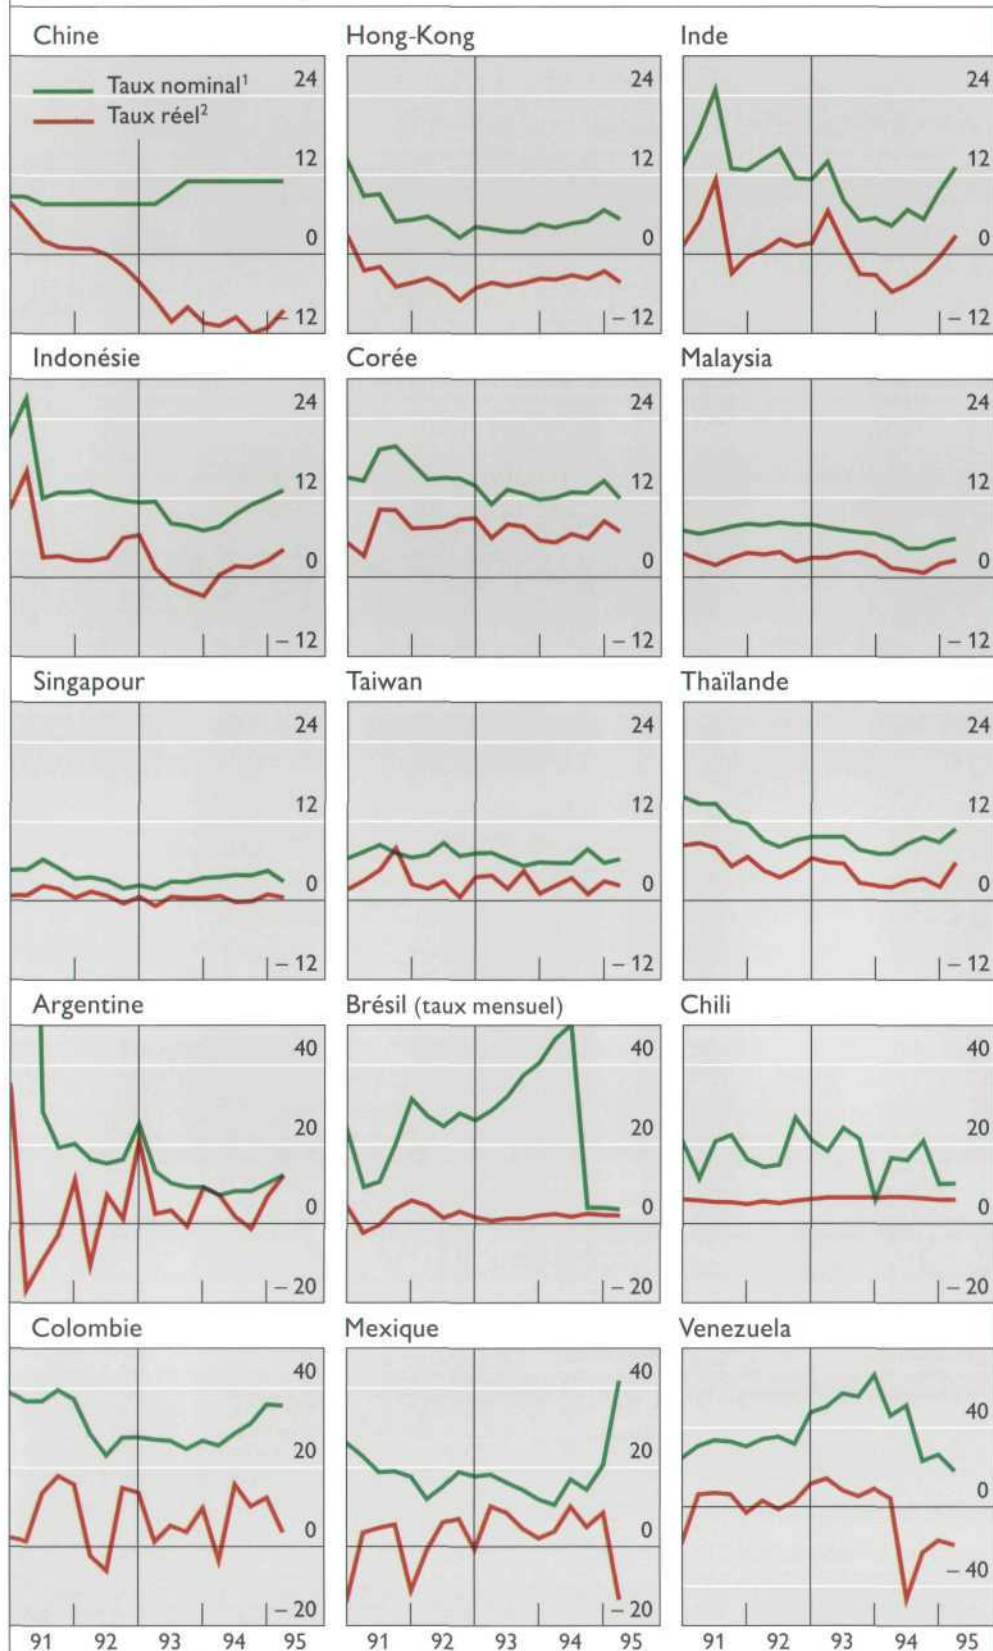 Chine Hong-Kong Inde
Taux nominal¹
Taux réel²
24 24 24
12 12 12
0 0 0
– 12 – 12 – 12
Indonésie Corée Malaysia
24 24 24
12 12 12
0 0 0
– 12 – 12 – 12
Singapour Taiwan Thaïlande
24 24 24
12 12 12
0 0 0
– 12 – 12 – 12
Argentine Brésil (taux mensuel) Chili
40 40 40
20 20 20
0 0 0
– 20 – 20 – 20
Colombie Mexique Venezuela
40 40
20 20 40
0 0 0
– 20 – 20 – 40
91 92 93 94 95 91 92 93 94 95 91 92 93 94 95